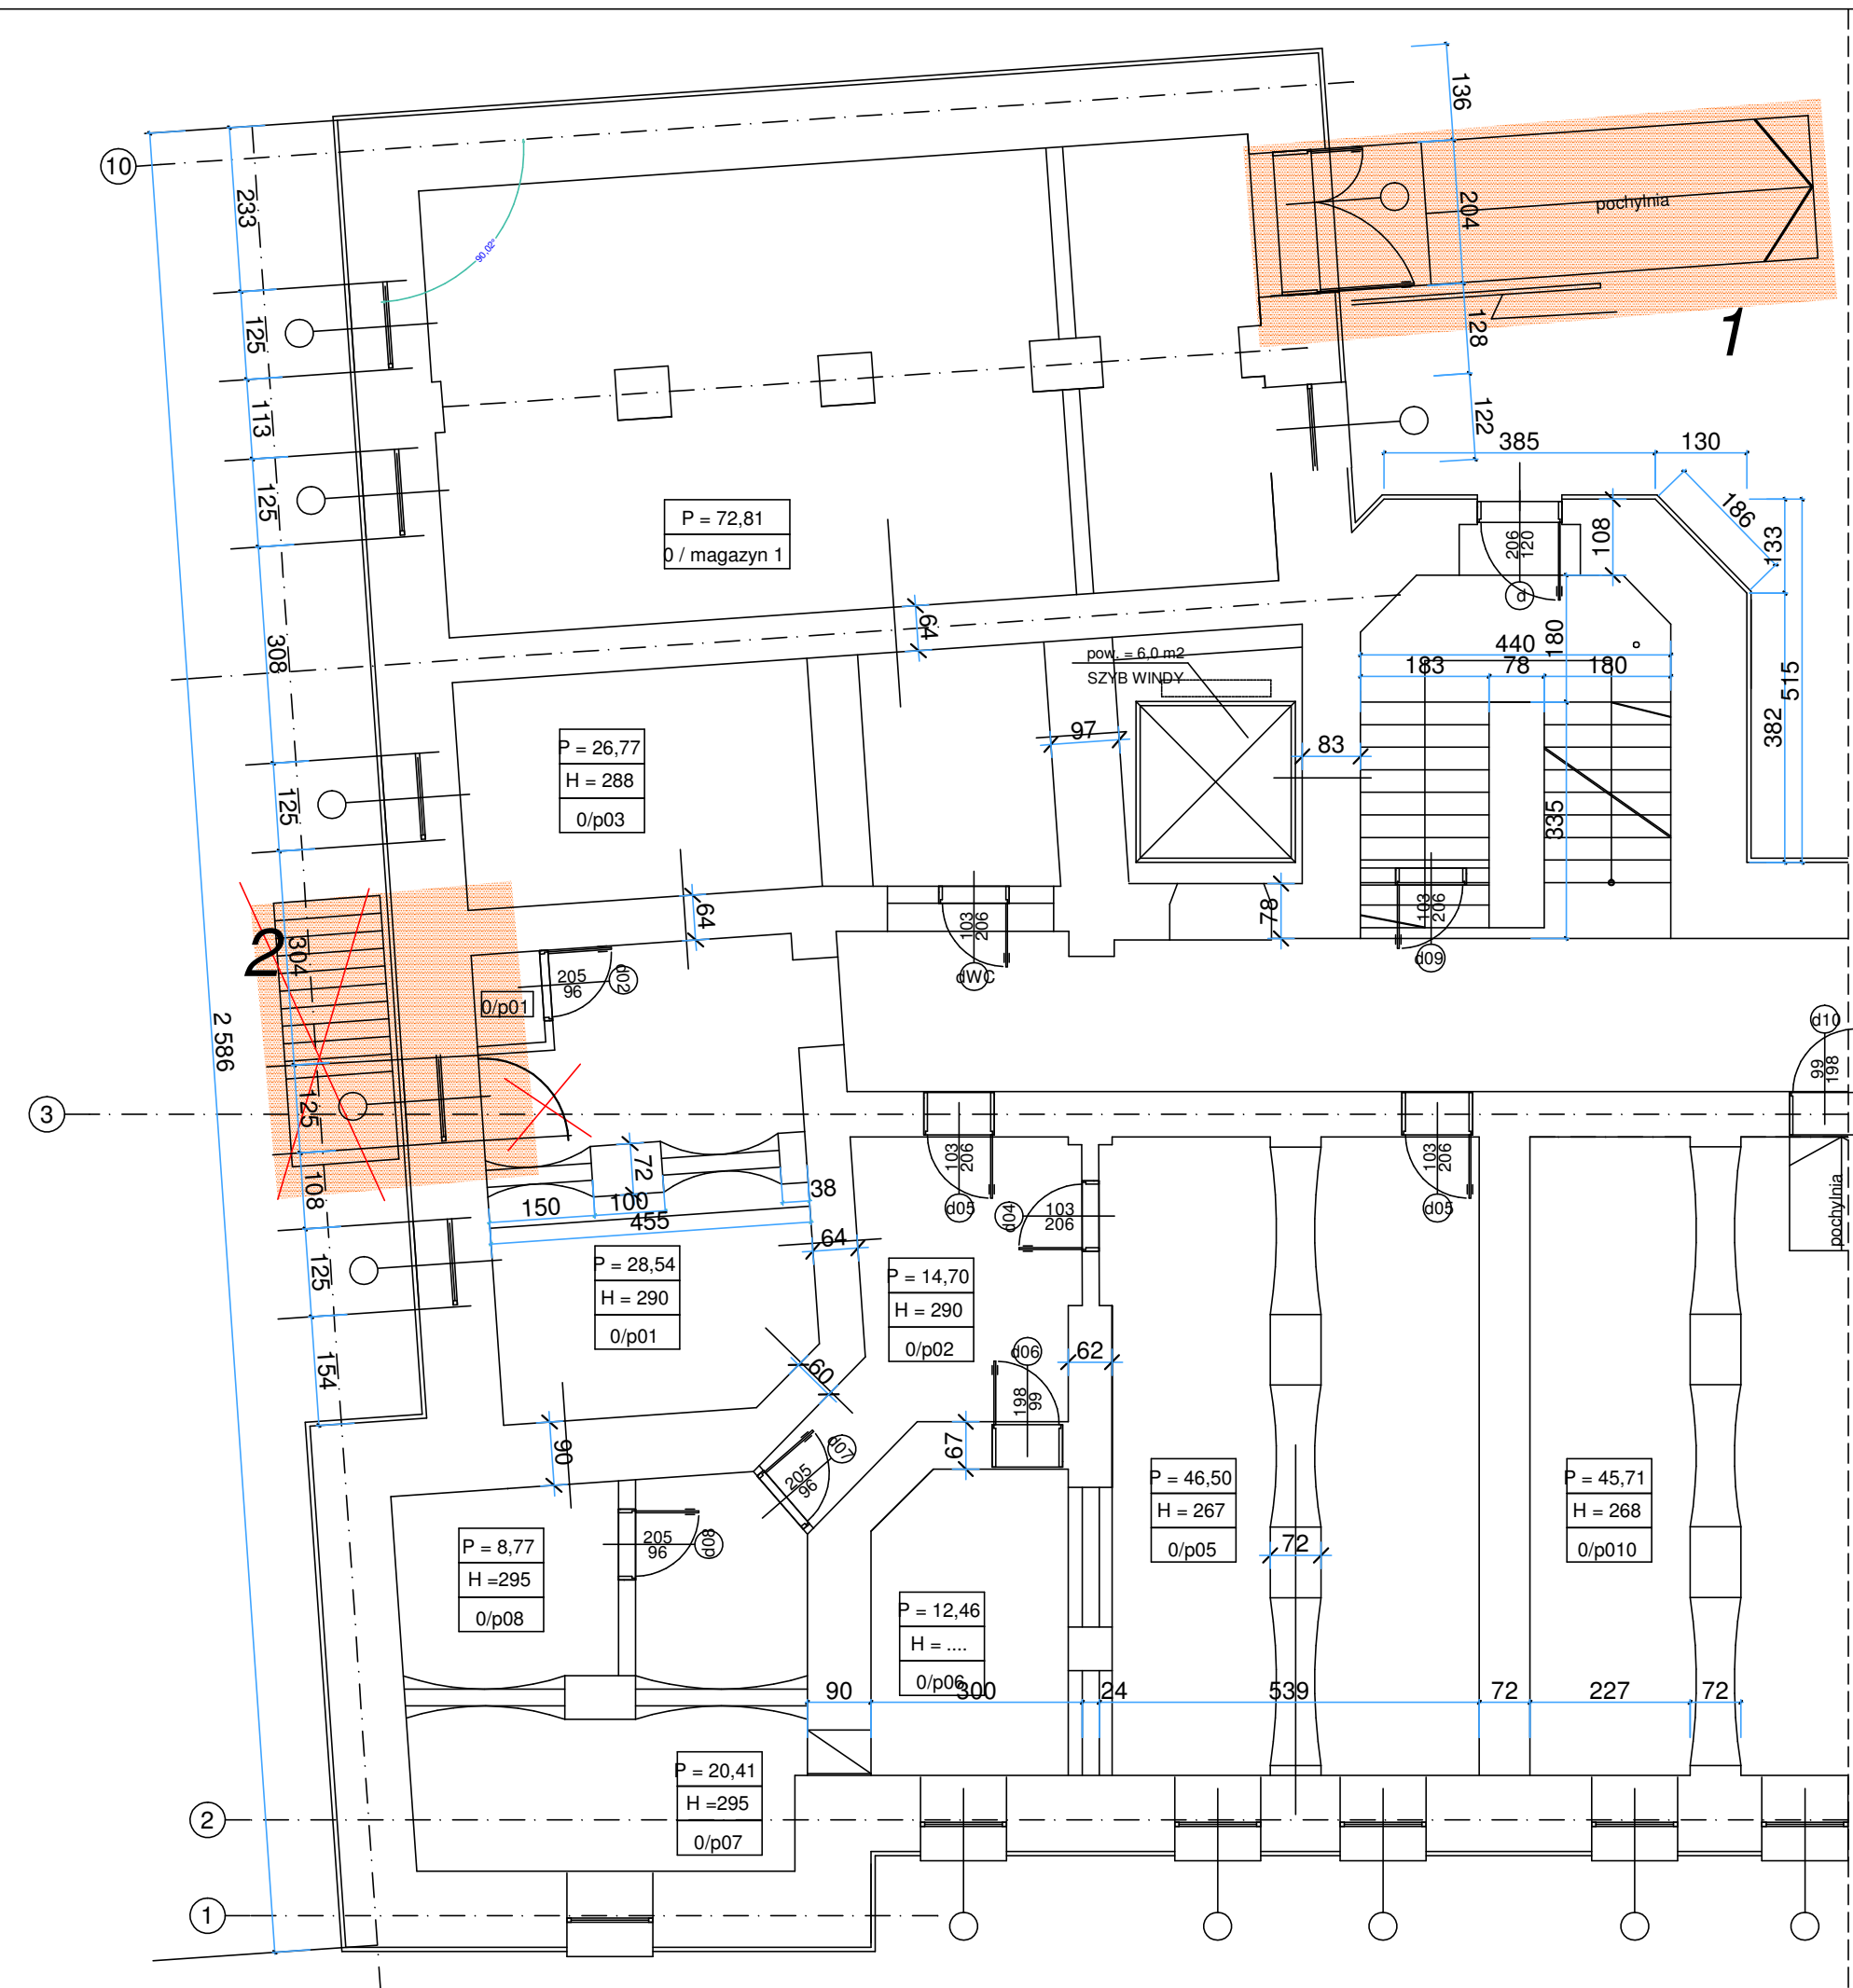 136
10
233
204
pochylnia
90,02°
125
128
1
113
122
385
130
125
186
P = 72,81
0 / magazyn 1
206
120
108
133
d
64
180
308
440
pow. = 6,0 m2
SZYB WINDY
183
78
180
515
97
83
382
P = 26,77
H = 288
0/p03
125
335
64
103
206
78
103
206
2
304
205
96
d02
dWC
d09
0/p01
2 586
d10
99
198
3
125
103
206
103
206
72
108
38
150
100
455
d05
d04
103
206
d05
pochylnia
64
125
P = 28,54
H = 290
0/p01
P = 14,70
H = 290
0/p02
154
60
d06
62
198
99
90
d07
205
96
67
P = 46,50
H = 267
0/p05
P = 45,71
H = 268
0/p010
P = 8,77
H =295
0/p08
205
96
d08
72
P = 12,46
H = ....
0/p06
90
300
24
539
72
227
72
P = 20,41
H =295
0/p07
2
1